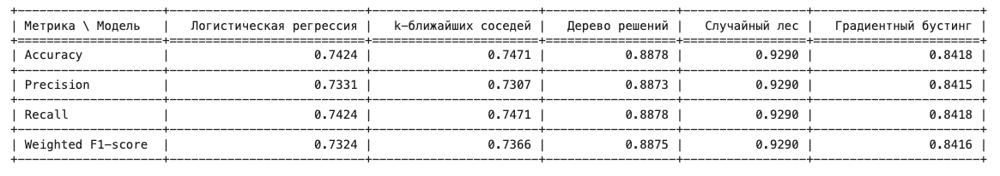 | Метрика \ Модель | Логистическая регрессия | k-ближайших соседей | Дерево решений | Случайный лес | Градиентный бустинг |
| Accuracy | 0.7424 | 0.7471 | 0.8878 | 0.9290 | 0.8418 |
| Precision | 0.7331 | 0.7307 | 0.8873 | 0.9290 | 0.8415 |
| Recall | 0.7424 | 0.7471 | 0.8878 | 0.9290 | 0.8418 |
| Weighted F1-score | 0.7324 | 0.7366 | 0.8875 | 0.9290 | 0.8416 |